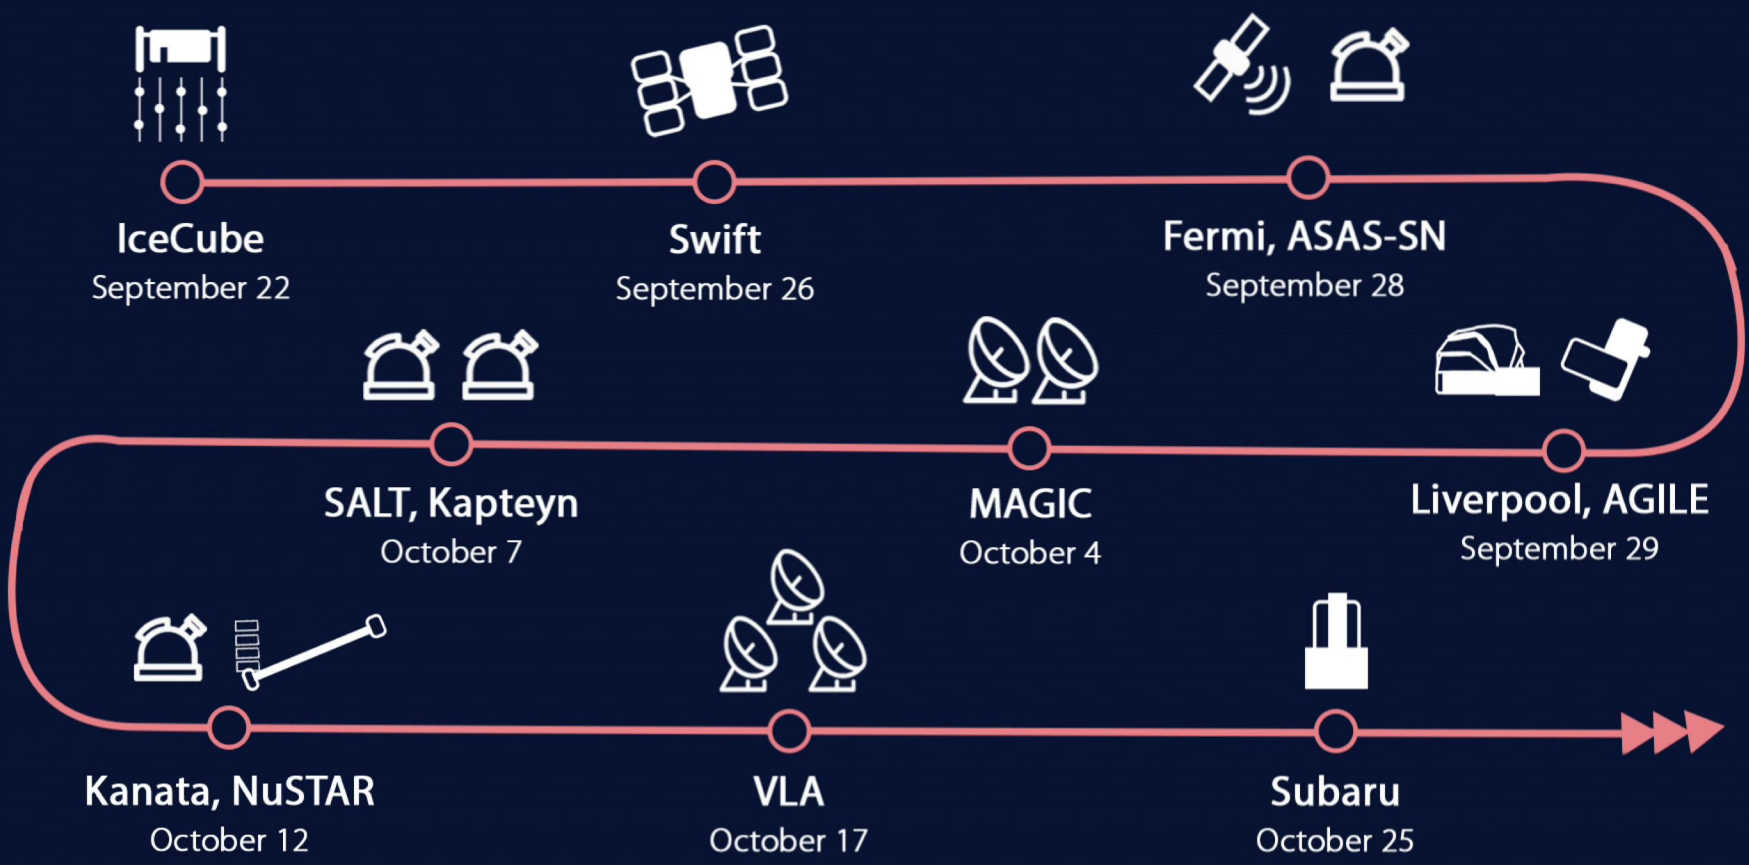 IceCube
September 22
Swift
September 26
Fermi, ASAS-SN
September 28
Liverpool, AGILE
September 29
MAGIC
October 4
SALT, Kapteyn
October 7
Kanata, NuSTAR
October 12
VLA
October 17
Subaru
October 25